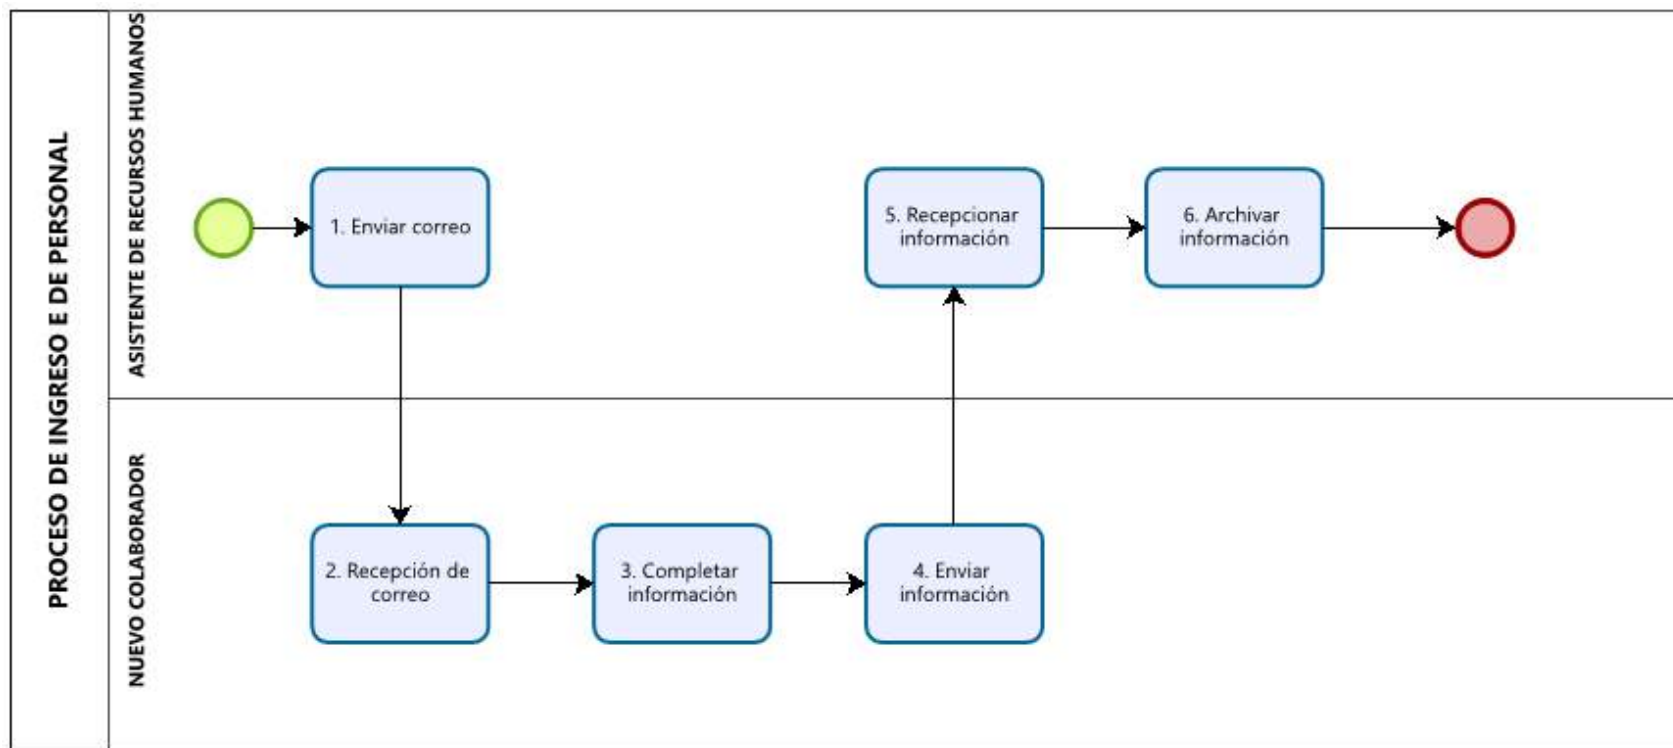 PROCESO DE INGRESO E DE PERSONAL
ASISTENTE DE RECURSOS HUMANOS
1. Enviar correo
5. Recepcionar
información
6. Archivar
información
NUEVO COLABORADOR
2. Recepción de
correo
3. Completar
información
4. Enviar
información